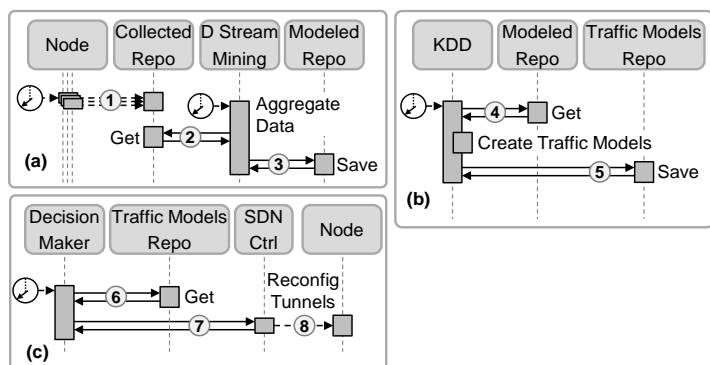 Node
Collected
Repo
D Stream
Mining
Modeled
Repo
1
Aggregate
Data
Get
2
3
Save
(a)
KDD
Modeled
Repo
Traffic Models
Repo
4
Get
Create Traffic Models
5
Save
(b)
Decision
Maker
Traffic Models
Repo
SDN
Ctrl
Node
6
Get
Reconfig
Tunnels
7
8
(c)